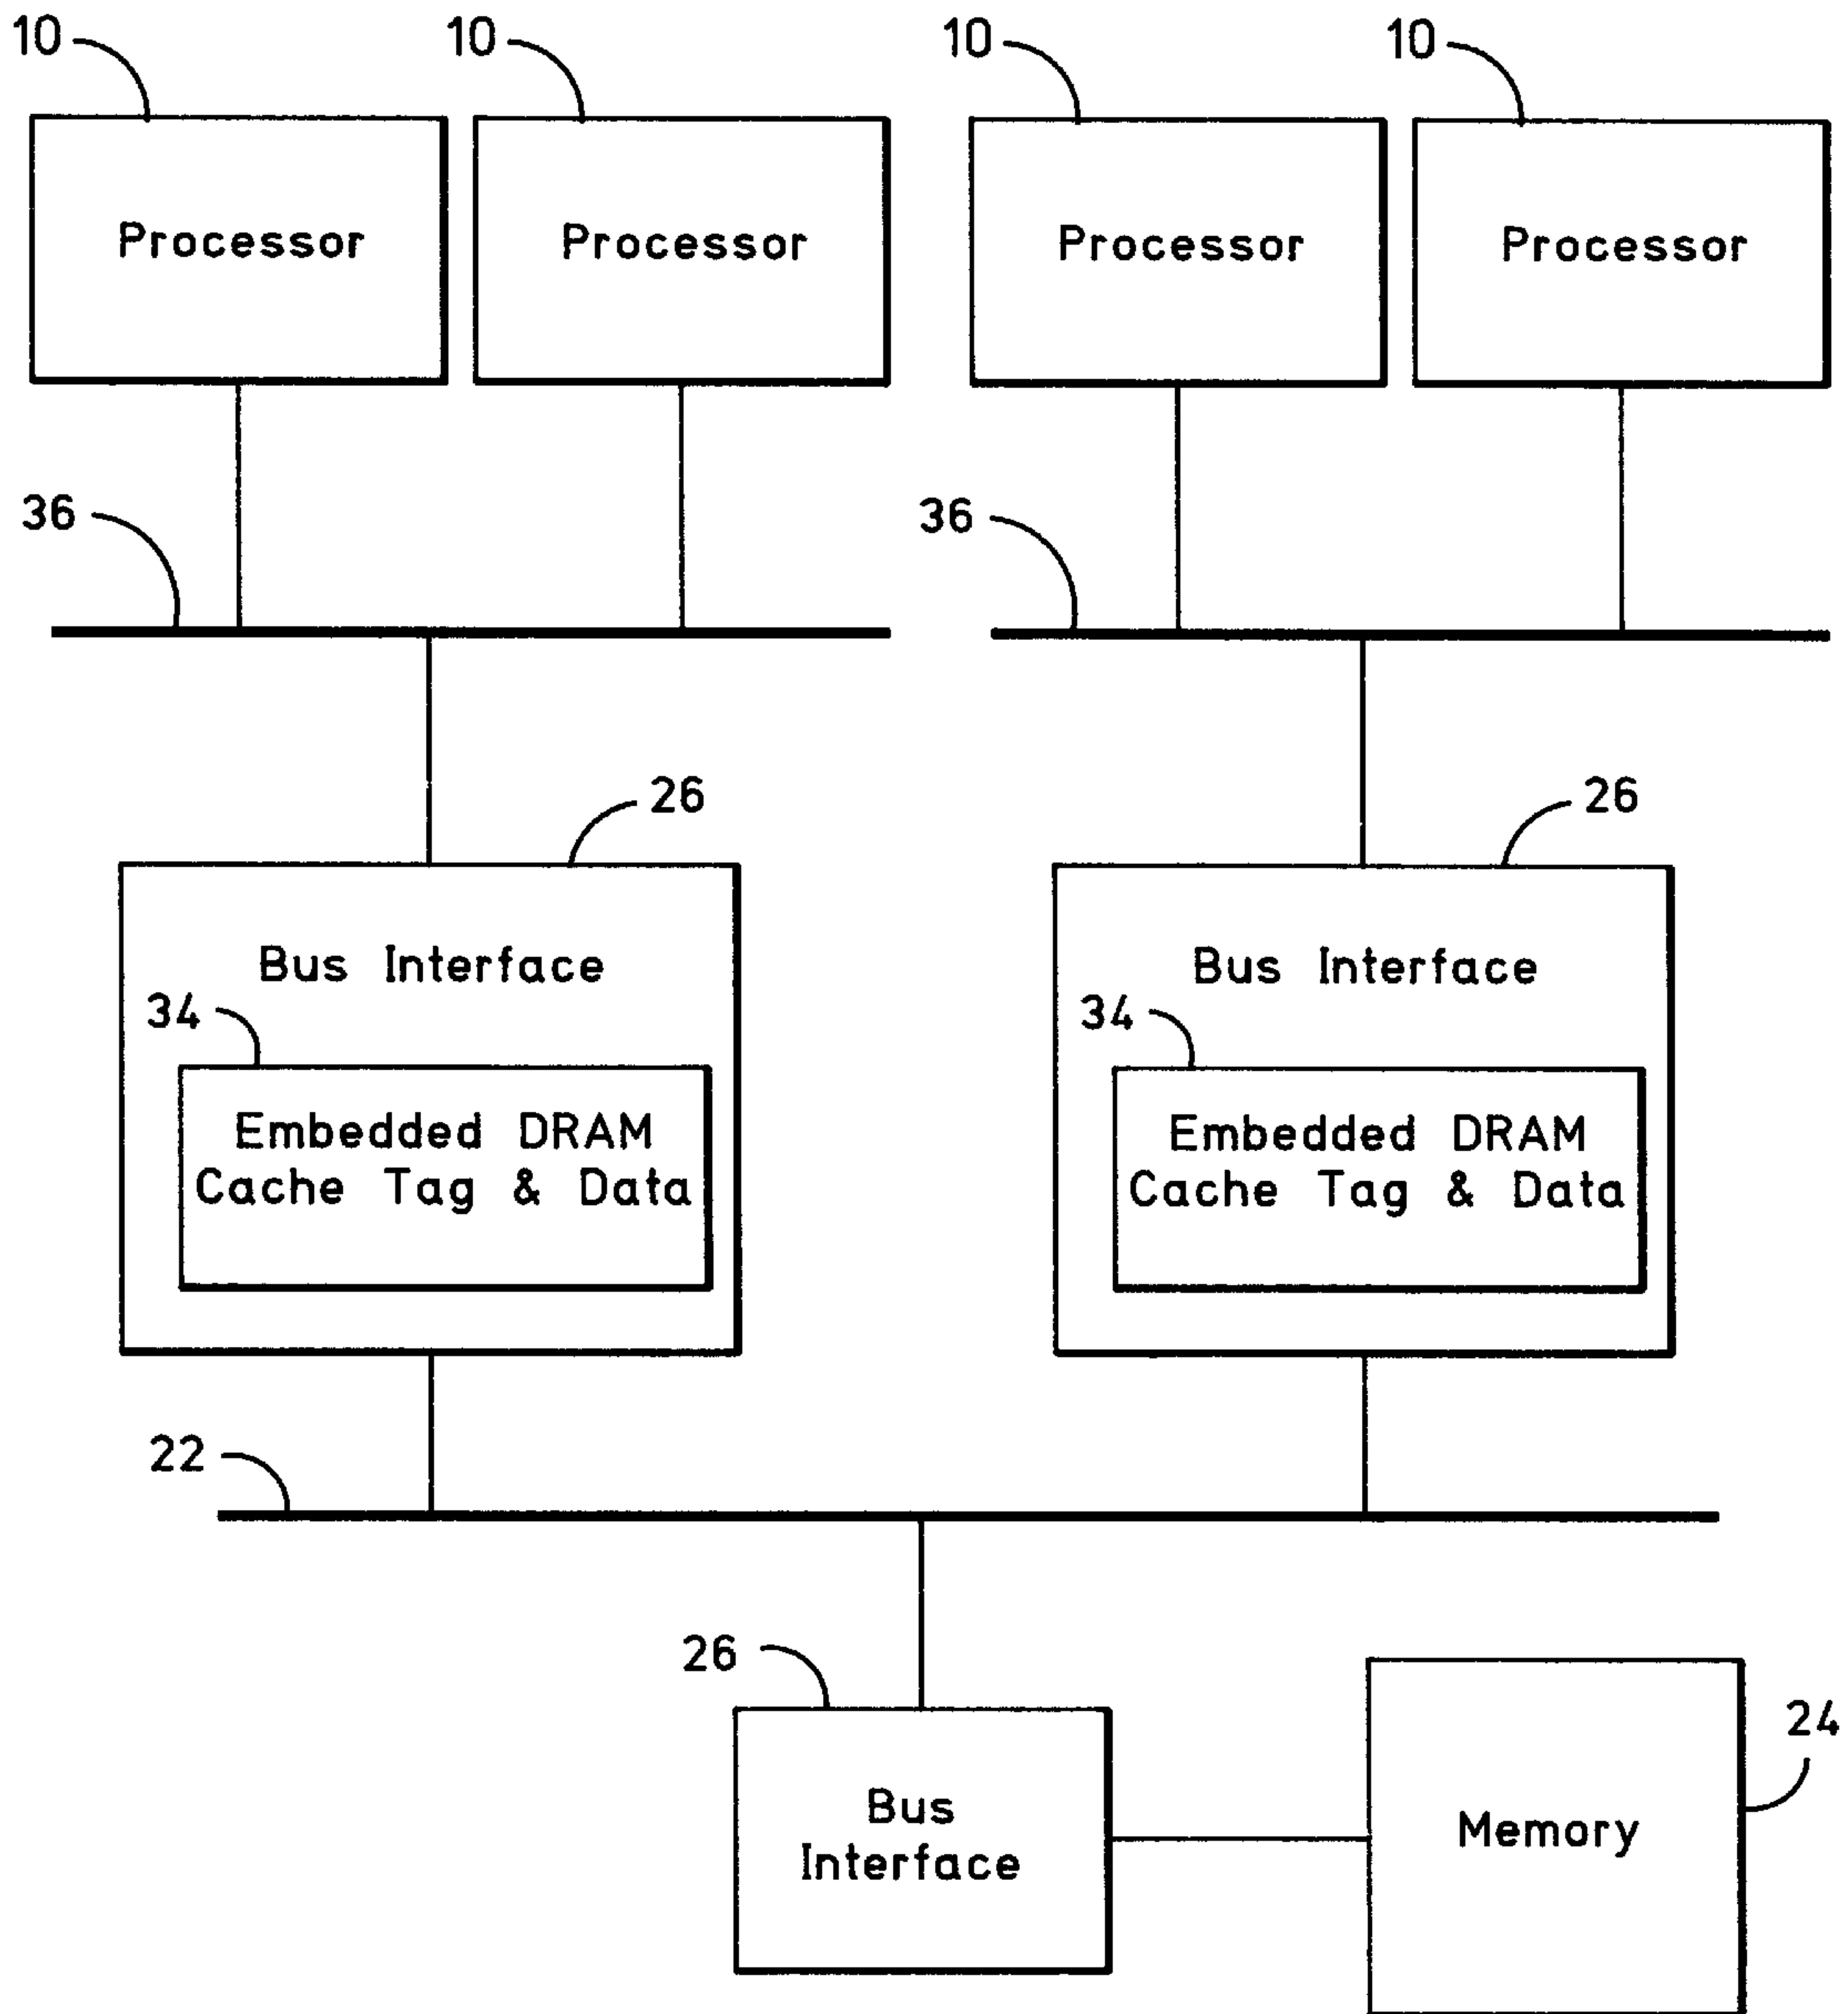 10
10
10
10
Processor
Processor
Processor
Processor
36
36
26
26
Bus Interface
Bus Interface
34
34
Embedded DRAM
Cache Tag & Data
Embedded DRAM
Cache Tag & Data
22
26
24
Bus
Interface
Memory